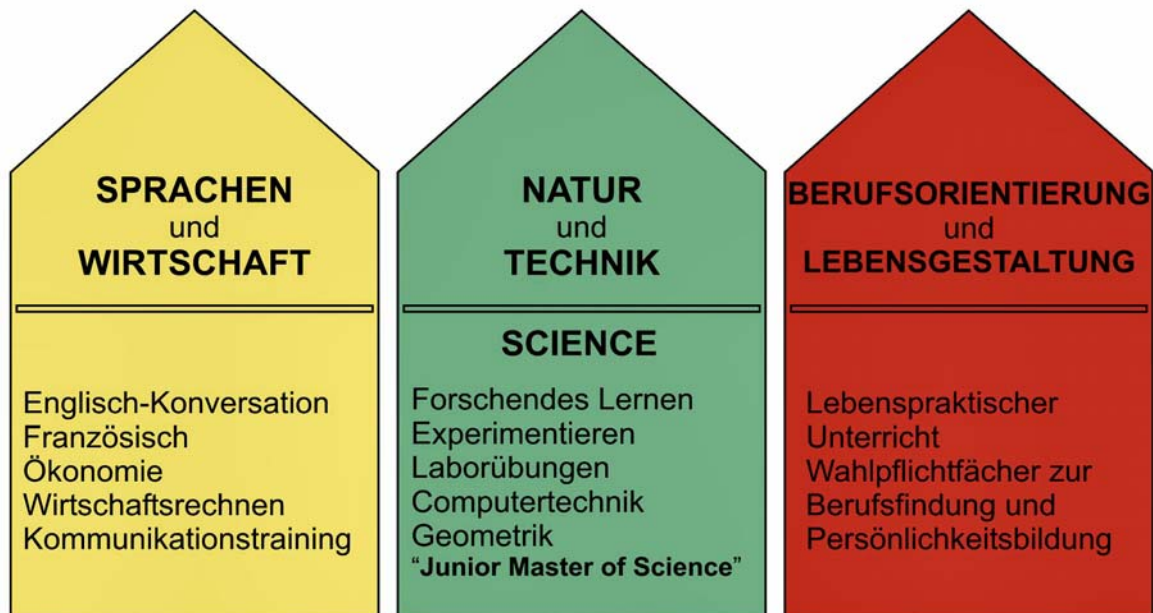 SPRACHEN
und
WIRTSCHAFT
Englisch-Konversation
Französisch
Ökonomie
Wirtschaftsrechnen
Kommunikationstraining
NATUR
und
TECHNIK
SCIENCE
Forschendes Lernen
Experimentieren
Laborübungen
Computertechnik
Geometrik
“Junior Master of Science”
BERUFSORIENTIERUNG
und
LEBENSGESTALTUNG
Lebenspraktischer
Unterricht
Wahlpflichtfächer zur
Berufsfindung und
Persönlichkeitsbildung